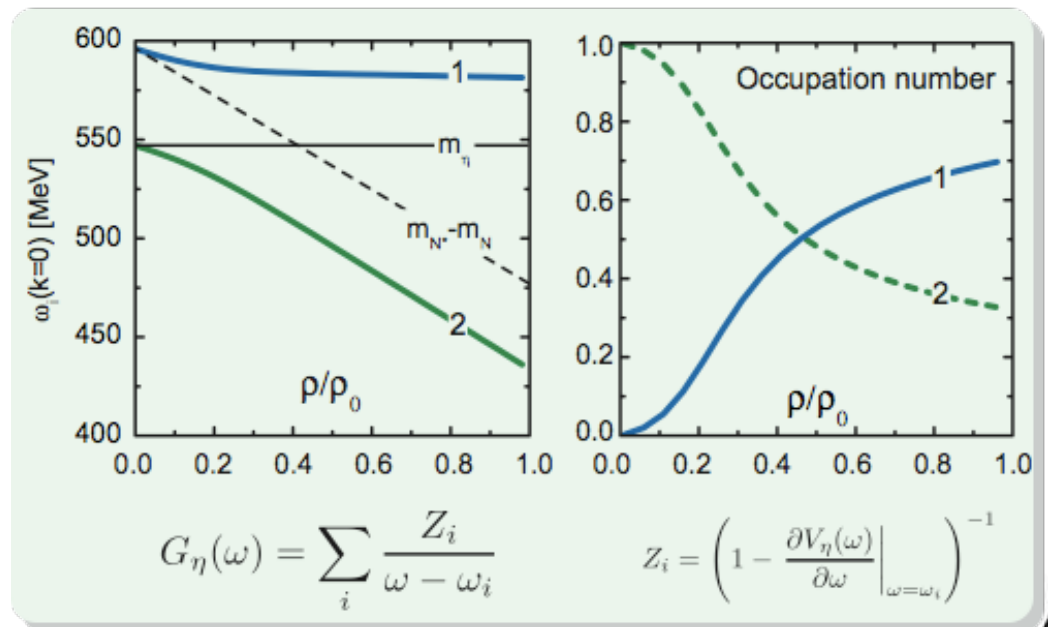 600
550
500
450
400
ω_i(k=0) [MeV]
1
m_η
m_N*-m_N
2
ρ/ρ_0
0.0 0.2 0.4 0.6 0.8 1.0
1.0
0.8
0.6
0.4
0.2
0.0
Occupation number
1
2
ρ/ρ_0
0.0 0.2 0.4 0.6 0.8 1.0
G_η(ω) = ∑_i Z_i / (ω − ω_i)
Z_i = (1 − ∂V_η(ω)/∂ω |_{ω=ω_i})^{−1}